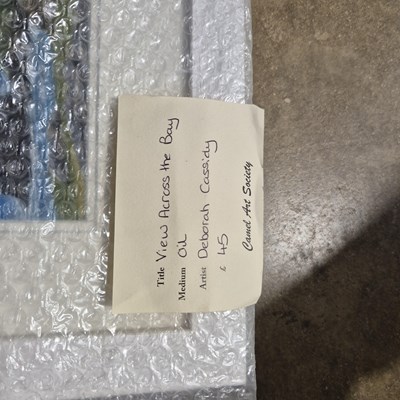 Title View Across the Bay
Medium Oil
Artist Deborah Cassidy
£ 45
Camel Art Society